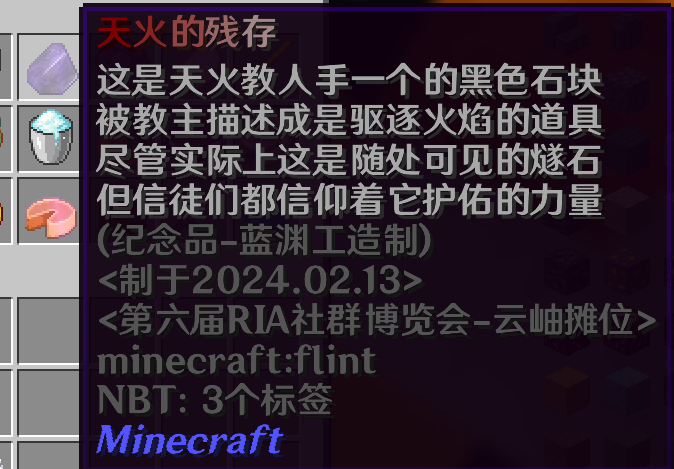 天火的残存
这是天火教人手一个的黑色石块
被教主描述成是驱逐火焰的道具
尽管实际上这是随处可见的燧石
但信徒们都信仰着它护佑的力量
(纪念品-蓝渊工造制)
<制于2024.02.13>
<第六届RIA社群博览会-云岫摊位>
minecraft:flint
NBT: 3个标签
Minecraft